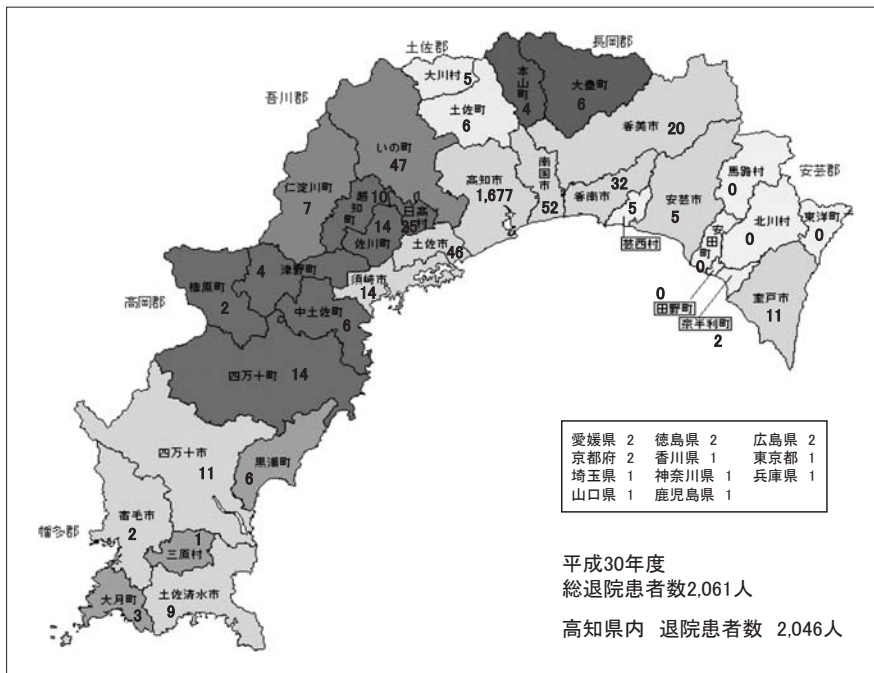 土佐郡
長岡郡
吾川郡
大川村 5
本山町
4
大豊町
6
土佐町
6
香美市 20
いの町
47
仁淀川町
7
高知市
1,677
南国市
52
香南市
32
馬路村
0
安芸郡
越知町
10
日高村
25
佐川町
14
土佐市
46
芸西村
5
安芸市
5
安田町
0
北川村
0
東洋町
0
田野町
0
奈半利町
2
室戸市
11
高岡郡
檮原町
2
津野町
4
須崎市
14
中土佐町
6
四万十町 14
四万十市
11
黒潮町
6
宿毛市
2
幡多郡
三原村
1
大月町
3
土佐清水市
9
愛媛県 2 徳島県 2 広島県 2
京都府 2 香川県 1 東京都 1
埼玉県 1 神奈川県 1 兵庫県 1
山口県 1 鹿児島県 1
平成30年度
総退院患者数2,061人
高知県内 退院患者数 2,046人